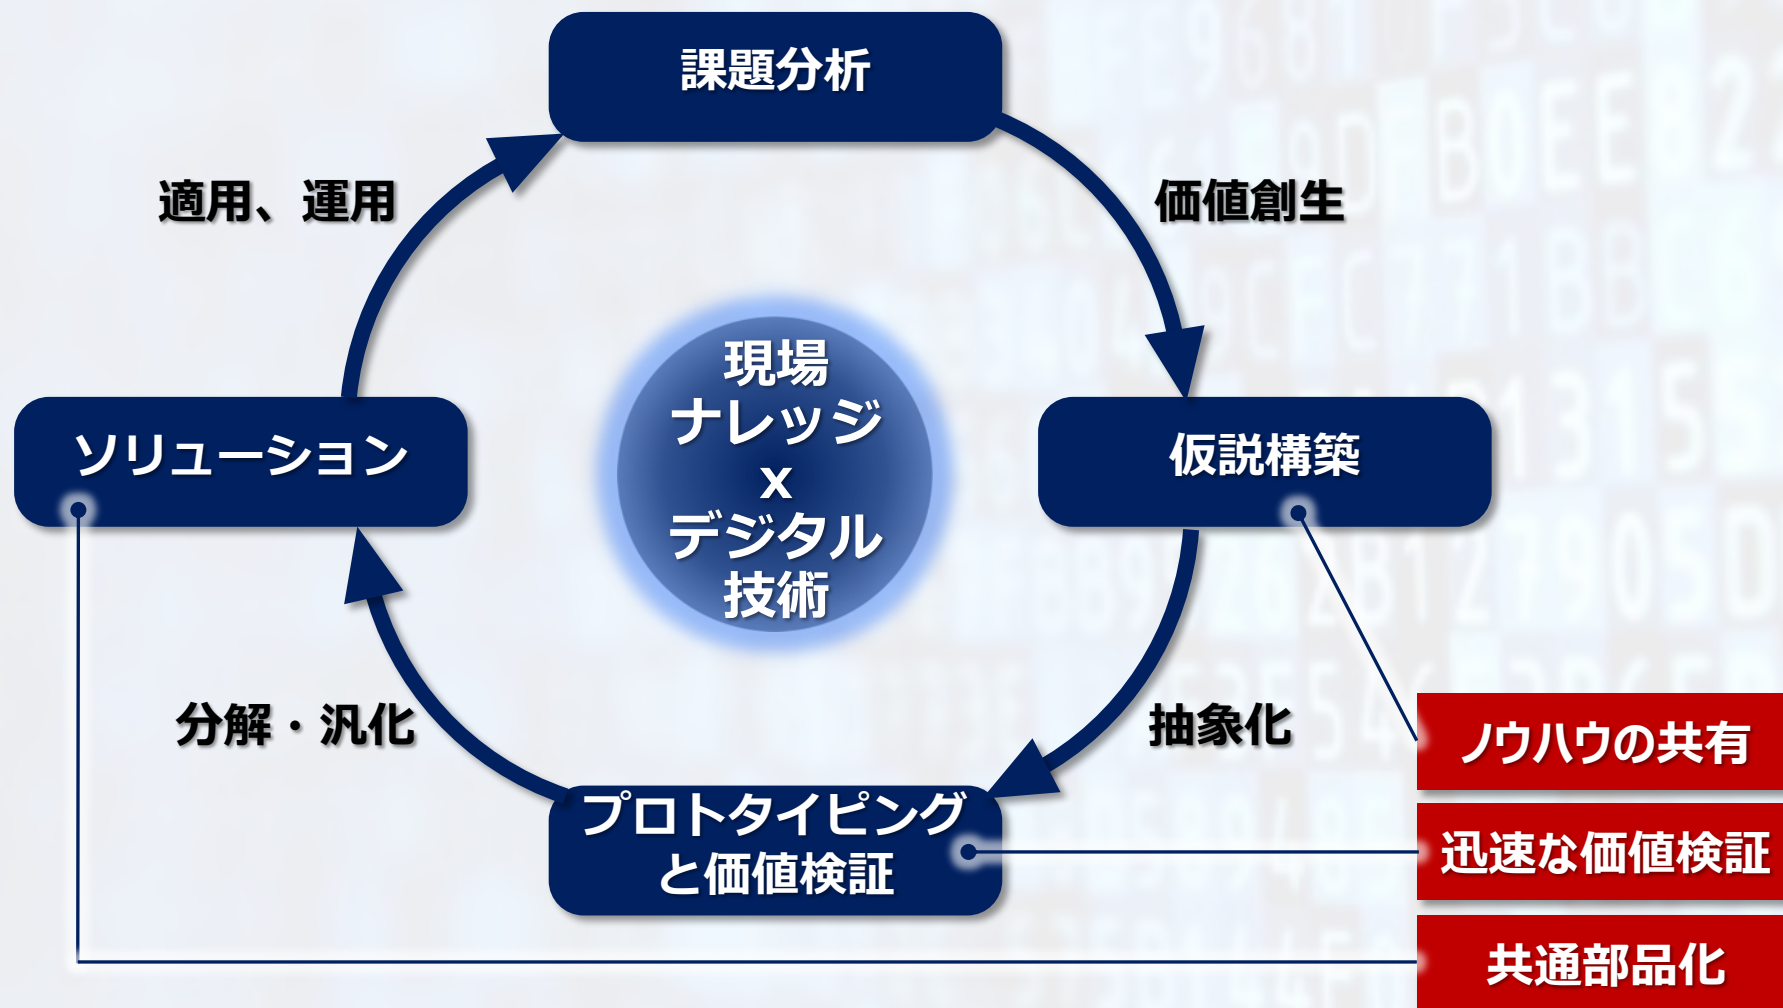 課題分析
適用、運用
価値創生
現場
ナレッジ
x
デジタル
技術
ソリューション
仮説構築
分解・汎化
抽象化
プロトタイピング
と価値検証
ノウハウの共有
迅速な価値検証
共通部品化